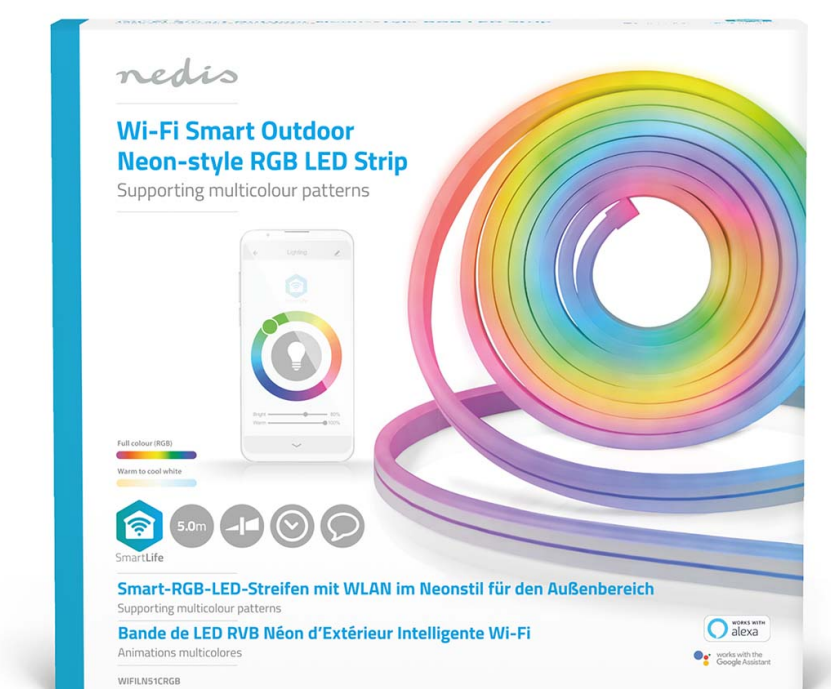 nedis
Wi-Fi Smart Outdoor
Neon-style RGB LED Strip
Supporting multicolour patterns
Lighting
Full colour (RGB)
Warm to cool white
5.0m
SmartLife
Smart-RGB-LED-Streifen mit WLAN im Neonstil für den Außenbereich
Supporting multicolour patterns
Bande de LED RVB Néon d’Extérieur Intelligente Wi-Fi
Animations multicolores
WORKS WITH
alexa
works with the
Google Assistant
WIFILNS1CRGB